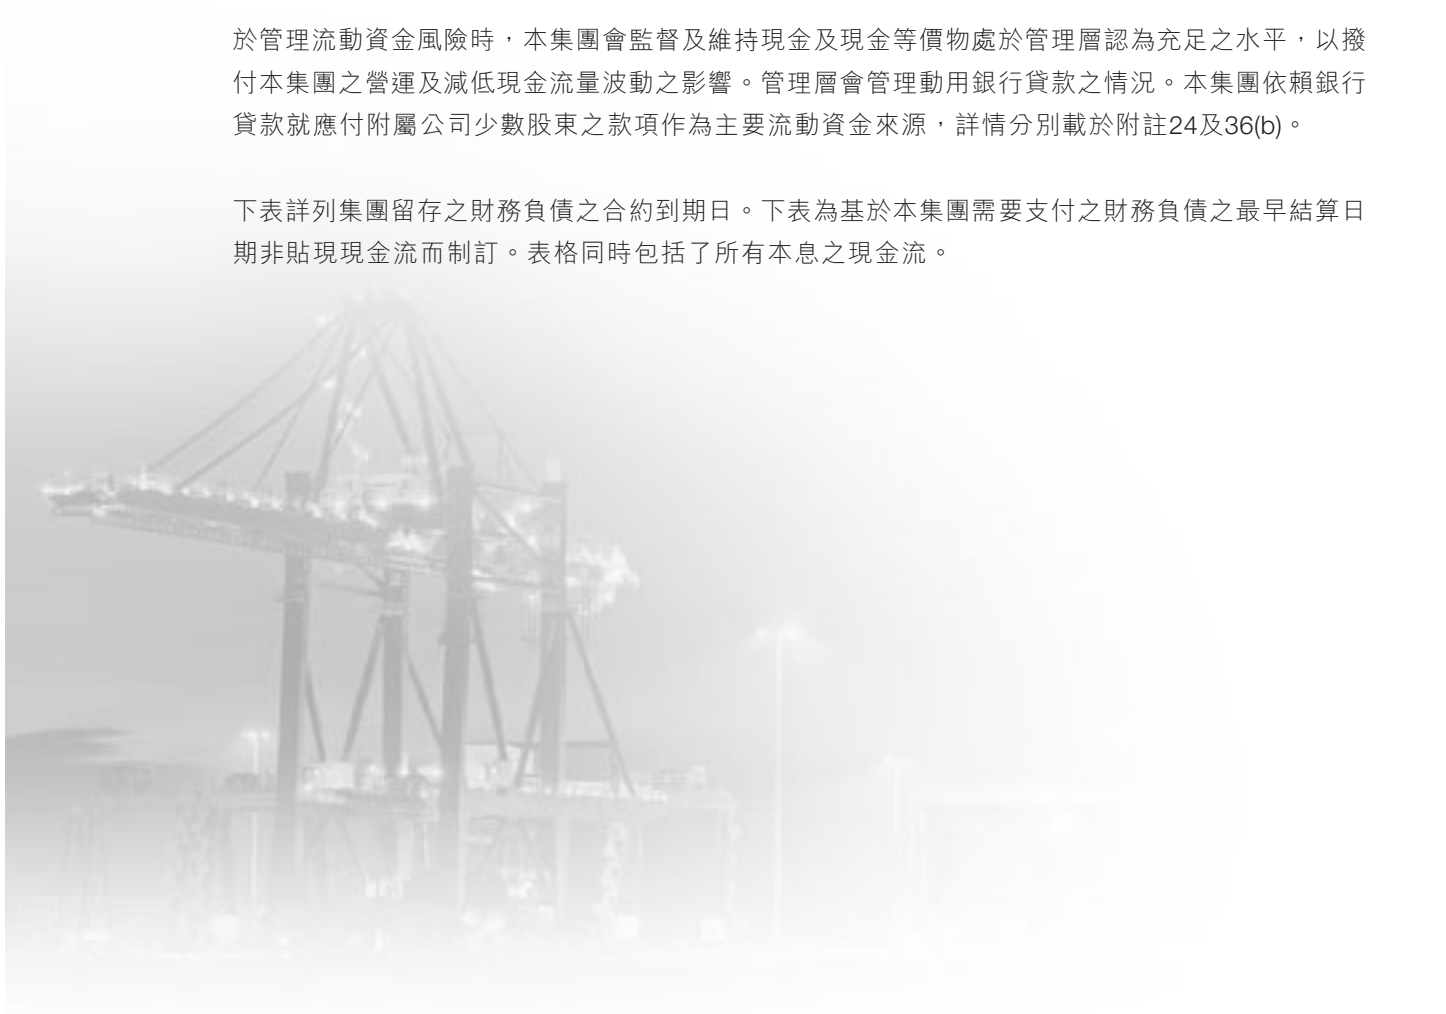 於管理流動資金風險時，本集團會監督及維持現金及現金等價物處於管理層認為充足之水平，以撥
付本集團之營運及減低現金流量波動之影響。管理層會管理動用銀行貸款之情況。本集團依賴銀行
貸款就應付附屬公司少數股東之款項作為主要流動資金來源，詳情分別載於附註24及36(b)。
下表詳列集團留存之財務負債之合約到期日。下表為基於本集團需要支付之財務負債之最早結算日
期非貼現現金流而制訂。表格同時包括了所有本息之現金流。